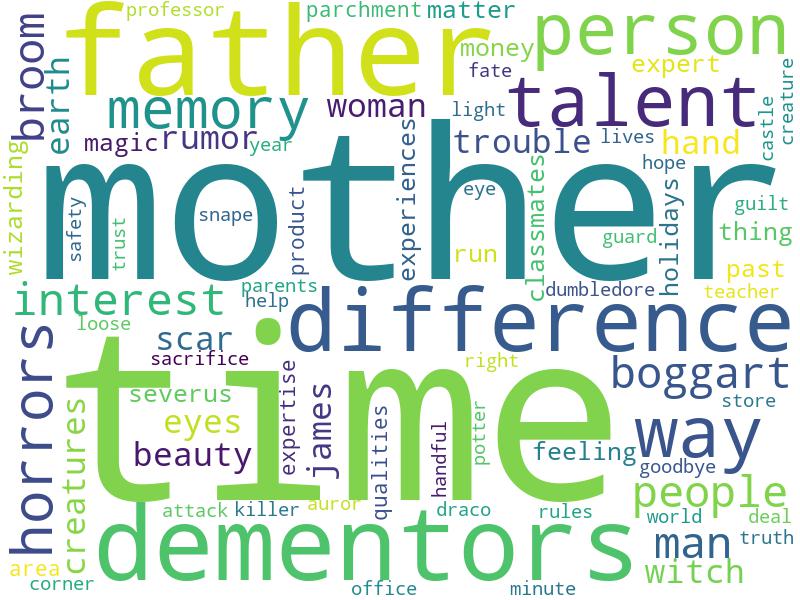 professor
parchment
matter
father
person
broom
money
earth
fate
expert
creature
memory
woman
light
talent
castle
magic
rumor
year
trouble
lives
hand
wizarding
mother
experiences
classmates
hope
holidays
safety
trust
snape
product
eye
guilt
guard
thing
run
past
parents
dumbledore
teacher
interest
help
difference
loose
scar
time
horrors
sacrifice
right
boggart
severus
expertise
james
store
creatures
eyes
qualities
handful
potter
way
beauty
feeling
goodbye
people
attack
killer
auror
draco
rules
world
deal
dementors
man
truth
area
witch
corner
office
minute